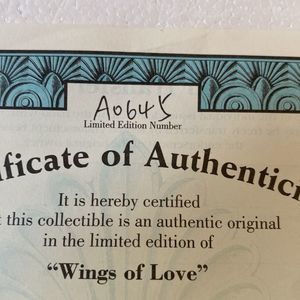 A0645
Limited Edition Number
ficate of Authentic
It is hereby certified
t this collectible is an authentic original
in the limited edition of
“Wings of Love”